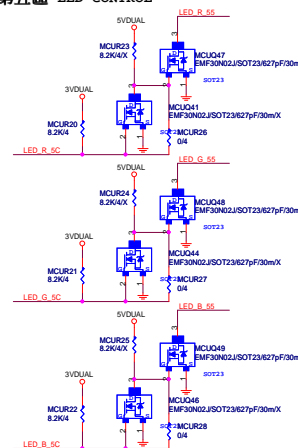 第五通 LED CONTROL
LED_R_55
5VDUAL
MCUR23
8.2K/4/X
MCUQ47
EMF30N02J/SOT23/627pF/30m
SOT23
3VDUAL
MCUQ41
EMF30N02J/SOT23/627pF/30m/X
MCUR20
8.2K/4
MCUR26
0/4
LED_R_5C
LED_G_55
5VDUAL
MCUR24
8.2K/4/X
MCUQ48
EMF30N02J/SOT23/627pF/30m
SOT23
3VDUAL
MCUQ44
EMF30N02J/SOT23/627pF/30m/X
MCUR21
8.2K/4
MCUR27
0/4
LED_G_5C
LED_B_55
5VDUAL
MCUR25
8.2K/4/X
MCUQ49
EMF30N02J/SOT23/627pF/30m
SOT23
3VDUAL
MCUQ46
EMF30N02J/SOT23/627pF/30m/X
MCUR22
8.2K/4
MCUR28
0/4
LED_B_5C